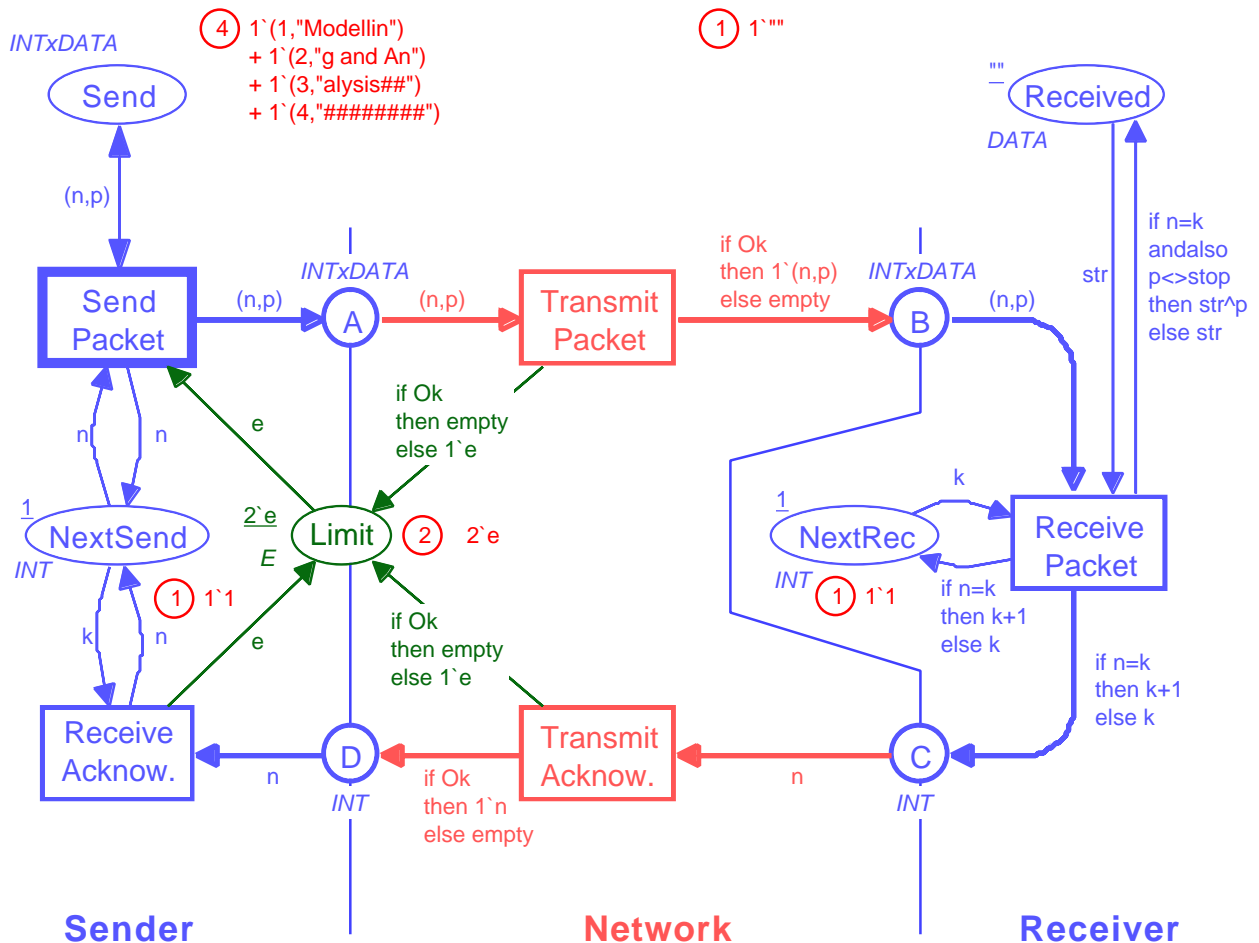 INTxDATA
Send
4
1`(1,"Modellin")
+ 1`(2,"g and An")
+ 1`(3,"alysis##")
+ 1`(4,"########")
1
1`""
""
Received
DATA
(n,p)
str
if n=k
andalso
p<>stop
then str^p
else str
Send
Packet
(n,p)
INTxDATA
A
(n,p)
Transmit
Packet
if Ok
then 1`(n,p)
else empty
INTxDATA
B
(n,p)
n
n
e
if Ok
then empty
else 1`e
1
NextSend
INT
1
1`1
2`e
E
Limit
2
2`e
1
NextRec
INT
1
1`1
k
if n=k
then k+1
else k
Receive
Packet
k
n
e
if Ok
then empty
else 1`e
if n=k
then k+1
else k
Receive
Acknow.
n
D
INT
if Ok
then 1`n
else empty
Transmit
Acknow.
n
C
INT
Sender
Network
Receiver